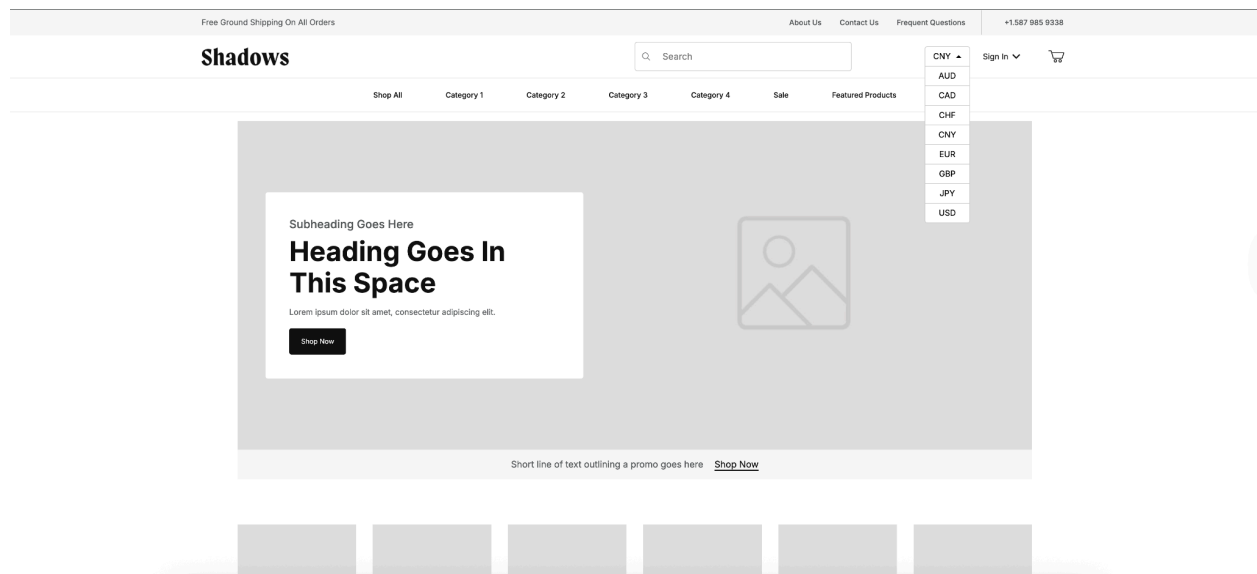 Free Ground Shipping On All Orders
About Us
Contact Us
Frequent Questions
+1.587 985 9338
Shadows
Search
CNY
Sign In
AUD
CAD
CHF
CNY
EUR
GBP
JPY
USD
Shop All
Category 1
Category 2
Category 3
Category 4
Sale
Featured Products
Subheading Goes Here
Heading Goes In
This Space
Lorem ipsum dolor sit amet, consectetur adipiscing elit.
Shop Now
Short line of text outlining a promo goes here Shop Now